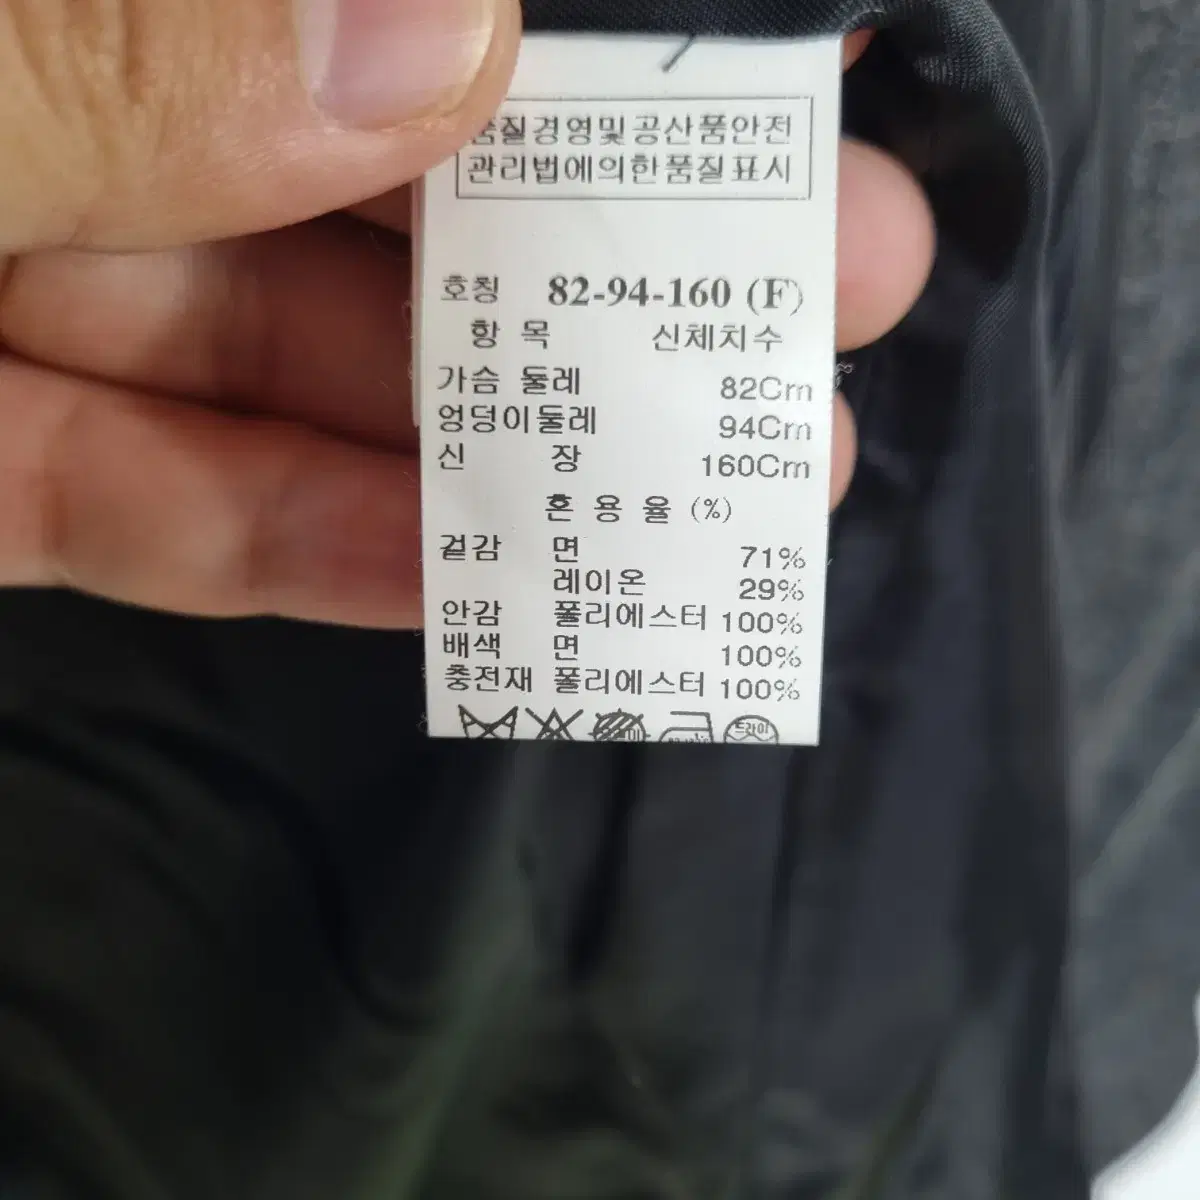 품질경영및공산품안전
관리법에의한품질표시
호칭 82-94-160 (F)
항 목 신체치수
가슴 둘레 82Cm
엉덩이둘레 94Cm
신 장 160Cm
혼 용 율 (%)
겉감 면 71%
레이온 29%
안감 폴리에스터 100%
배색 면 100%
충전재 폴리에스터 100%
드라이